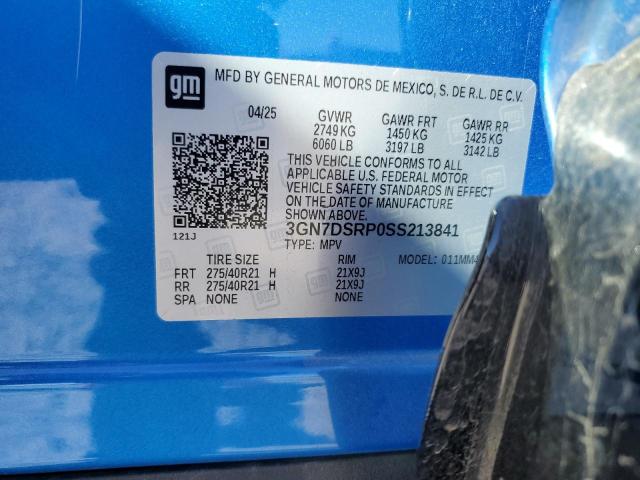 gm
MFD BY GENERAL MOTORS DE MEXICO, S. DE R.L. DE C.V.
04/25 GVWR GAWR FRT GAWR RR
2749 KG 1450 KG 1425 KG
6060 LB 3197 LB 3142 LB
THIS VEHICLE CONFORMS TO ALL
APPLICABLE U.S. FEDERAL MOTOR
VEHICLE SAFETY STANDARDS IN EFFECT
ON THE DATE OF MANUFACTURE
SHOWN ABOVE.
121J 3GN7DSRP0SS213841
TYPE: MPV MODEL: 011MM4
TIRE SIZE RIM
FRT 275/40R21 H 21X9J
RR 275/40R21 H 21X9J
SPA NONE NONE